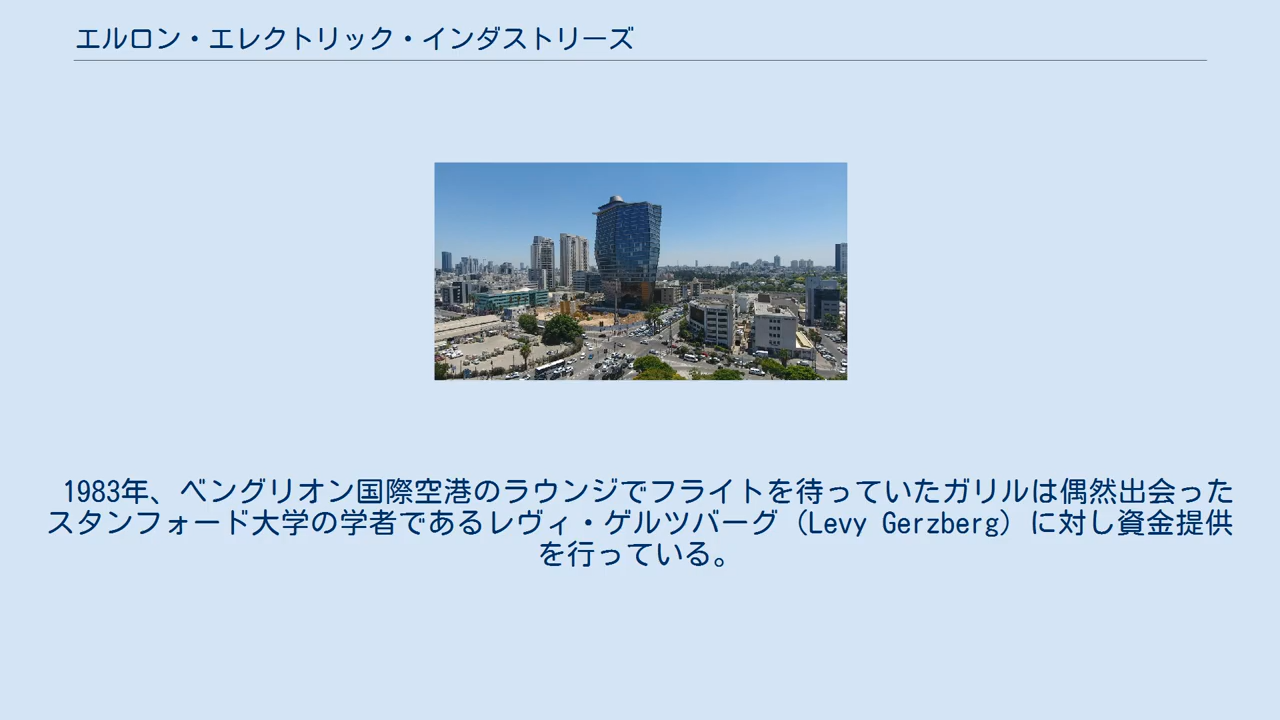 エルロン・エレクトリック・インダストリーズ
1983年、ベングリオン国際空港のラウンジでフライトを待っていたガリルは偶然出会った
スタンフォード大学の学者であるレヴィ・ゲルツバーグ（Levy Gerzberg）に対し資金提供
を行っている。